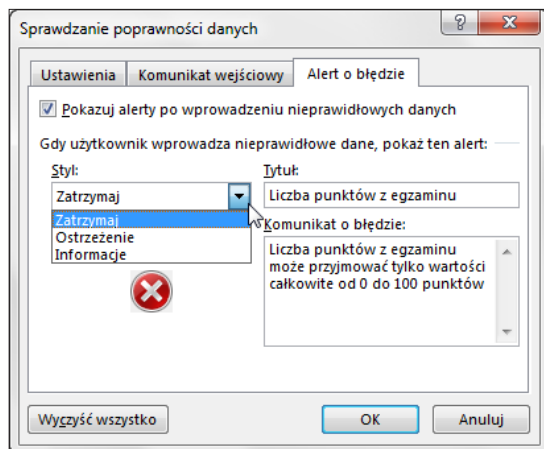 Sprawdzanie poprawności danych
Ustawienia Komunikat wejściowy Alert o błędzie
Pokazuj alerty po wprowadzeniu nieprawidłowych danych
Gdy użytkownik wprowadza nieprawidłowe dane, pokaż ten alert:
Styl: Tytuł:
Zatrzymaj Liczba punktów z egzaminu
Zatrzymaj
Ostrzeżenie
Informacje
Komunikat o błędzie:
Liczba punktów z egzaminu
może przyjmować tylko wartości
całkowite od 0 do 100 punktów
Wyczyść wszystko OK Anuluj